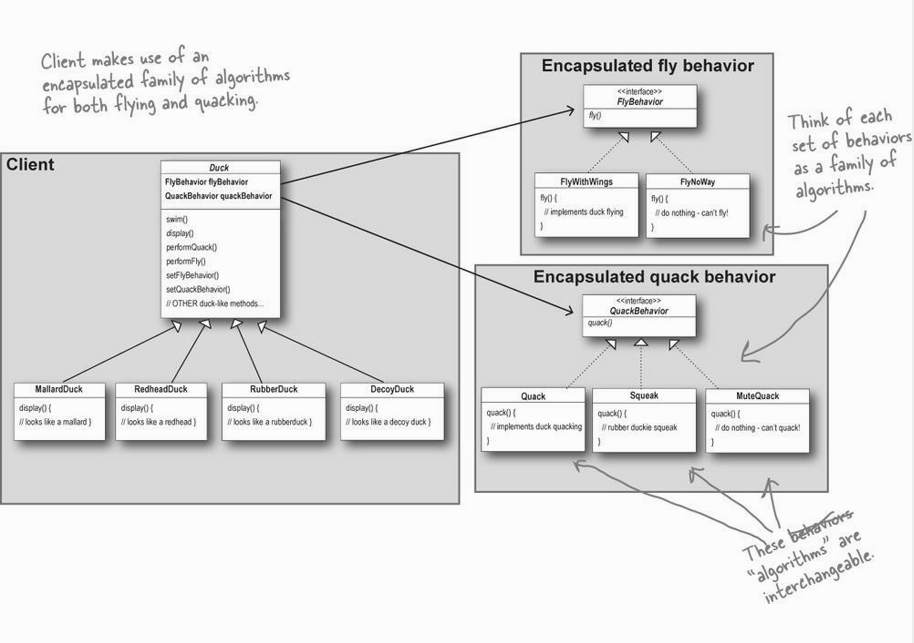 Client makes use of an
encapsulated family of algorithms
for both flying and quacking.
Client
Duck
FlyBehavior flyBehavior
QuackBehavior quackBehavior
swim()
display()
performQuack()
performFly()
setFlyBehavior()
setQuackBehavior()
// OTHER duck-like methods...
MallardDuck
display() {
// looks like a mallard }
RedheadDuck
display() {
// looks like a redhead }
RubberDuck
display() {
// looks like a rubberduck }
DecoyDuck
display() {
// looks like a decoy duck }
Encapsulated fly behavior
<<interface>>
FlyBehavior
fly()
FlyWithWings
fly() {
// implements duck flying
}
FlyNoWay
fly() {
// do nothing - can't fly!
}
Think of each
set of behaviors
as a family of
algorithms.
Encapsulated quack behavior
<<interface>>
QuackBehavior
quack()
Quack
quack() {
// implements duck quacking
}
Squeak
quack() {
// rubber duckie squeak
}
MuteQuack
quack() {
// do nothing - can't quack!
}
These behaviors
"algorithms" are
interchangeable.